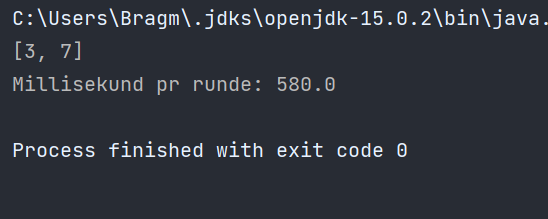 C:\Users\Bragm\.jdks\openjdk-15.0.2\bin\java.
[3, 7]
Millisekund pr runde: 580.0
Process finished with exit code 0